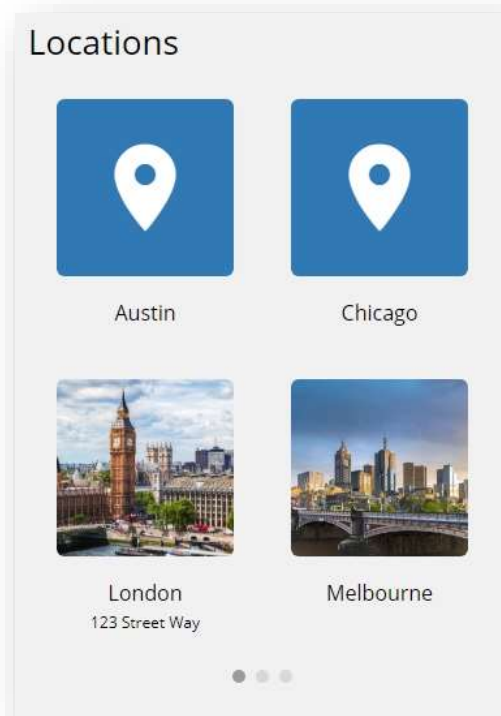 Locations
Austin
Chicago
London
123 Street Way
Melbourne